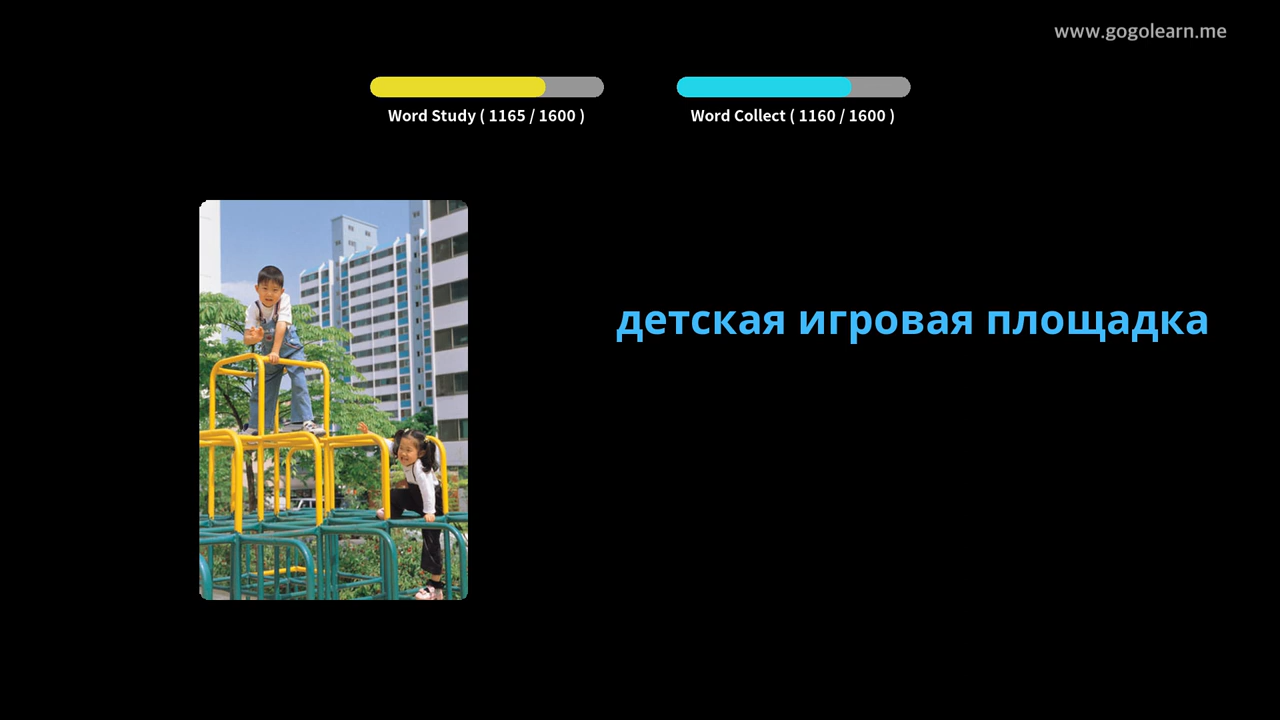 www.gogolearn.me
Word Study ( 1165 / 1600 )
Word Collect ( 1160 / 1600 )
детская игровая площадка